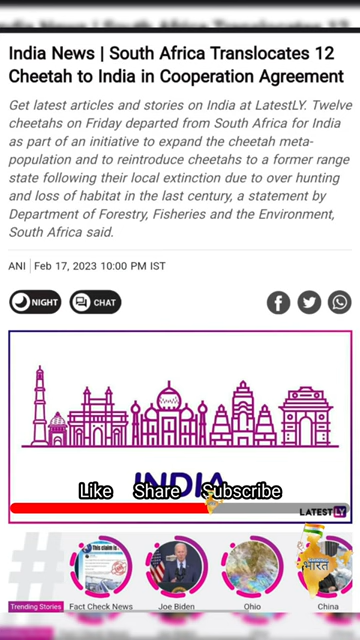 India News | South Africa Translocates 12
Cheetah to India in Cooperation Agreement
Get latest articles and stories on India at LatestLY. Twelve
cheetahs on Friday departed from South Africa for India
as part of an initiative to expand the cheetah meta-
population and to reintroduce cheetahs to a former range
state following their local extinction due to over hunting
and loss of habitat in the last century, a statement by
Department of Forestry, Fisheries and the Environment,
South Africa said.
ANI | Feb 17, 2023 10:00 PM IST
NIGHT CHAT
INDIA
Like Share Subscribe
LATESTLY
#
This claim is
भारत
Trending Stories Fact Check News Joe Biden Ohio China